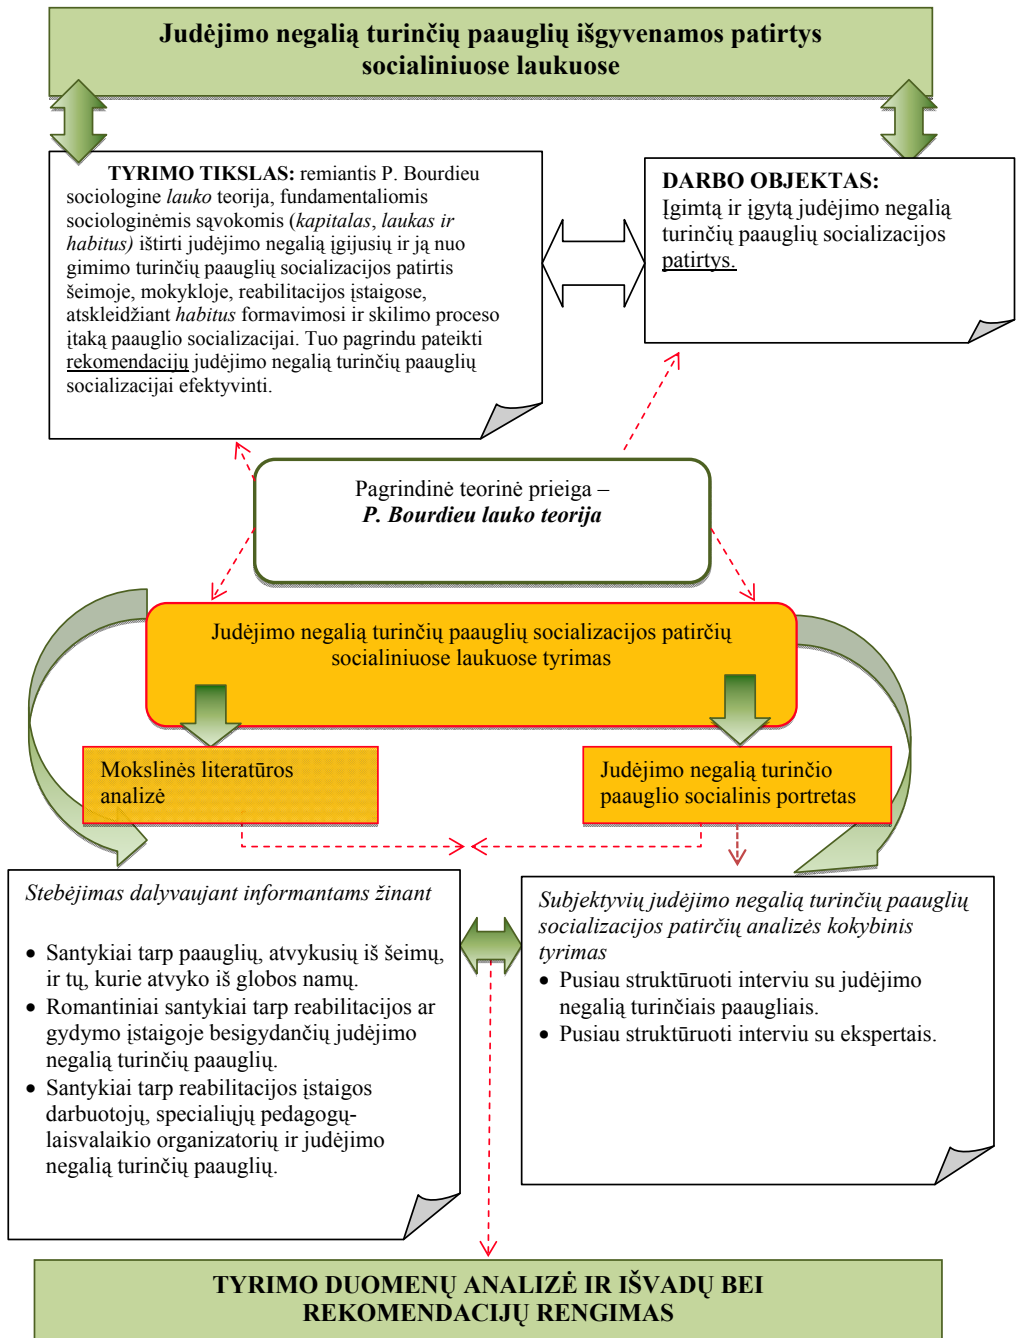 Judėjimo negalią turinčių paauglių išgyvenamos patirtys
socialiniuose laukuose
TYRIMO TIKSLAS: remiantis P. Bourdieu
sociologine lauko teorija, fundamentaliomis
sociologinėmis sąvokomis (kapitalas, laukas ir
habitus) ištirti judėjimo negalią įgijusių ir ją nuo
gimimo turinčių paauglių socializacijos patirtis
šeimoje, mokykloje, reabilitacijos įstaigose,
atskleidžiant habitus formavimosi ir skilimo proceso
įtaką paauglio socializacijai. Tuo pagrindu pateikti
rekomendacijų judėjimo negalią turinčių paauglių
socializacijai efektyvinti.
DARBO OBJEKTAS:
Įgimtą ir įgytą judėjimo negalią
turinčių paauglių socializacijos
patirtys.
Pagrindinė teorinė prieiga –
P. Bourdieu lauko teorija
Judėjimo negalią turinčių paauglių socializacijos patirčių
socialiniuose laukuose tyrimas
Mokslinės literatūros
analizė
Judėjimo negalią turinčio
paauglio socialinis portretas
Stebėjimas dalyvaujant informantams žinant
• Santykiai tarp paauglių, atvykusių iš šeimų,
ir tų, kurie atvyko iš globos namų.
• Romantiniai santykiai tarp reabilitacijos ar
gydymo įstaigoje besigydančių judėjimo
negalią turinčių paauglių.
• Santykiai tarp reabilitacijos įstaigos
darbuotojų, specialiųjų pedagogų-
laisvalaikio organizatorių ir judėjimo
negalią turinčių paauglių.
Subjektyvių judėjimo negalią turinčių paauglių
socializacijos patirčių analizės kokybinis
tyrimas
• Pusiau struktūruoti interviu su judėjimo
negalią turinčiais paaugliais.
• Pusiau struktūruoti interviu su ekspertais.
TYRIMO DUOMENŲ ANALIZĖ IR IŠVADŲ BEI
REKOMENDACIJŲ RENGIMAS